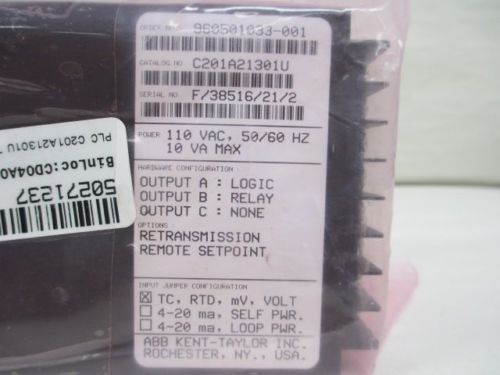 ORDER NO. 960501033-001
CATALOG NO. C201A21301U
SERIAL NO. F/38516/21/2
POWER 110 VAC, 50/60 HZ
10 VA MAX
HARDWARE CONFIGURATION
OUTPUT A : LOGIC
OUTPUT B : RELAY
OUTPUT C : NONE
OPTIONS
RETRANSMISSION
REMOTE SETPOINT
INPUT JUMPER CONFIGURATION
☒ TC, RTD, mV, VOLT
☐ 4-20 ma, SELF PWR.
☐ 4-20 ma, LOOP PWR.
ABB KENT-TAYLOR INC.
ROCHESTER, NY., USA.
50271237
BinLoc:CD04A0
PLC C201A21301U